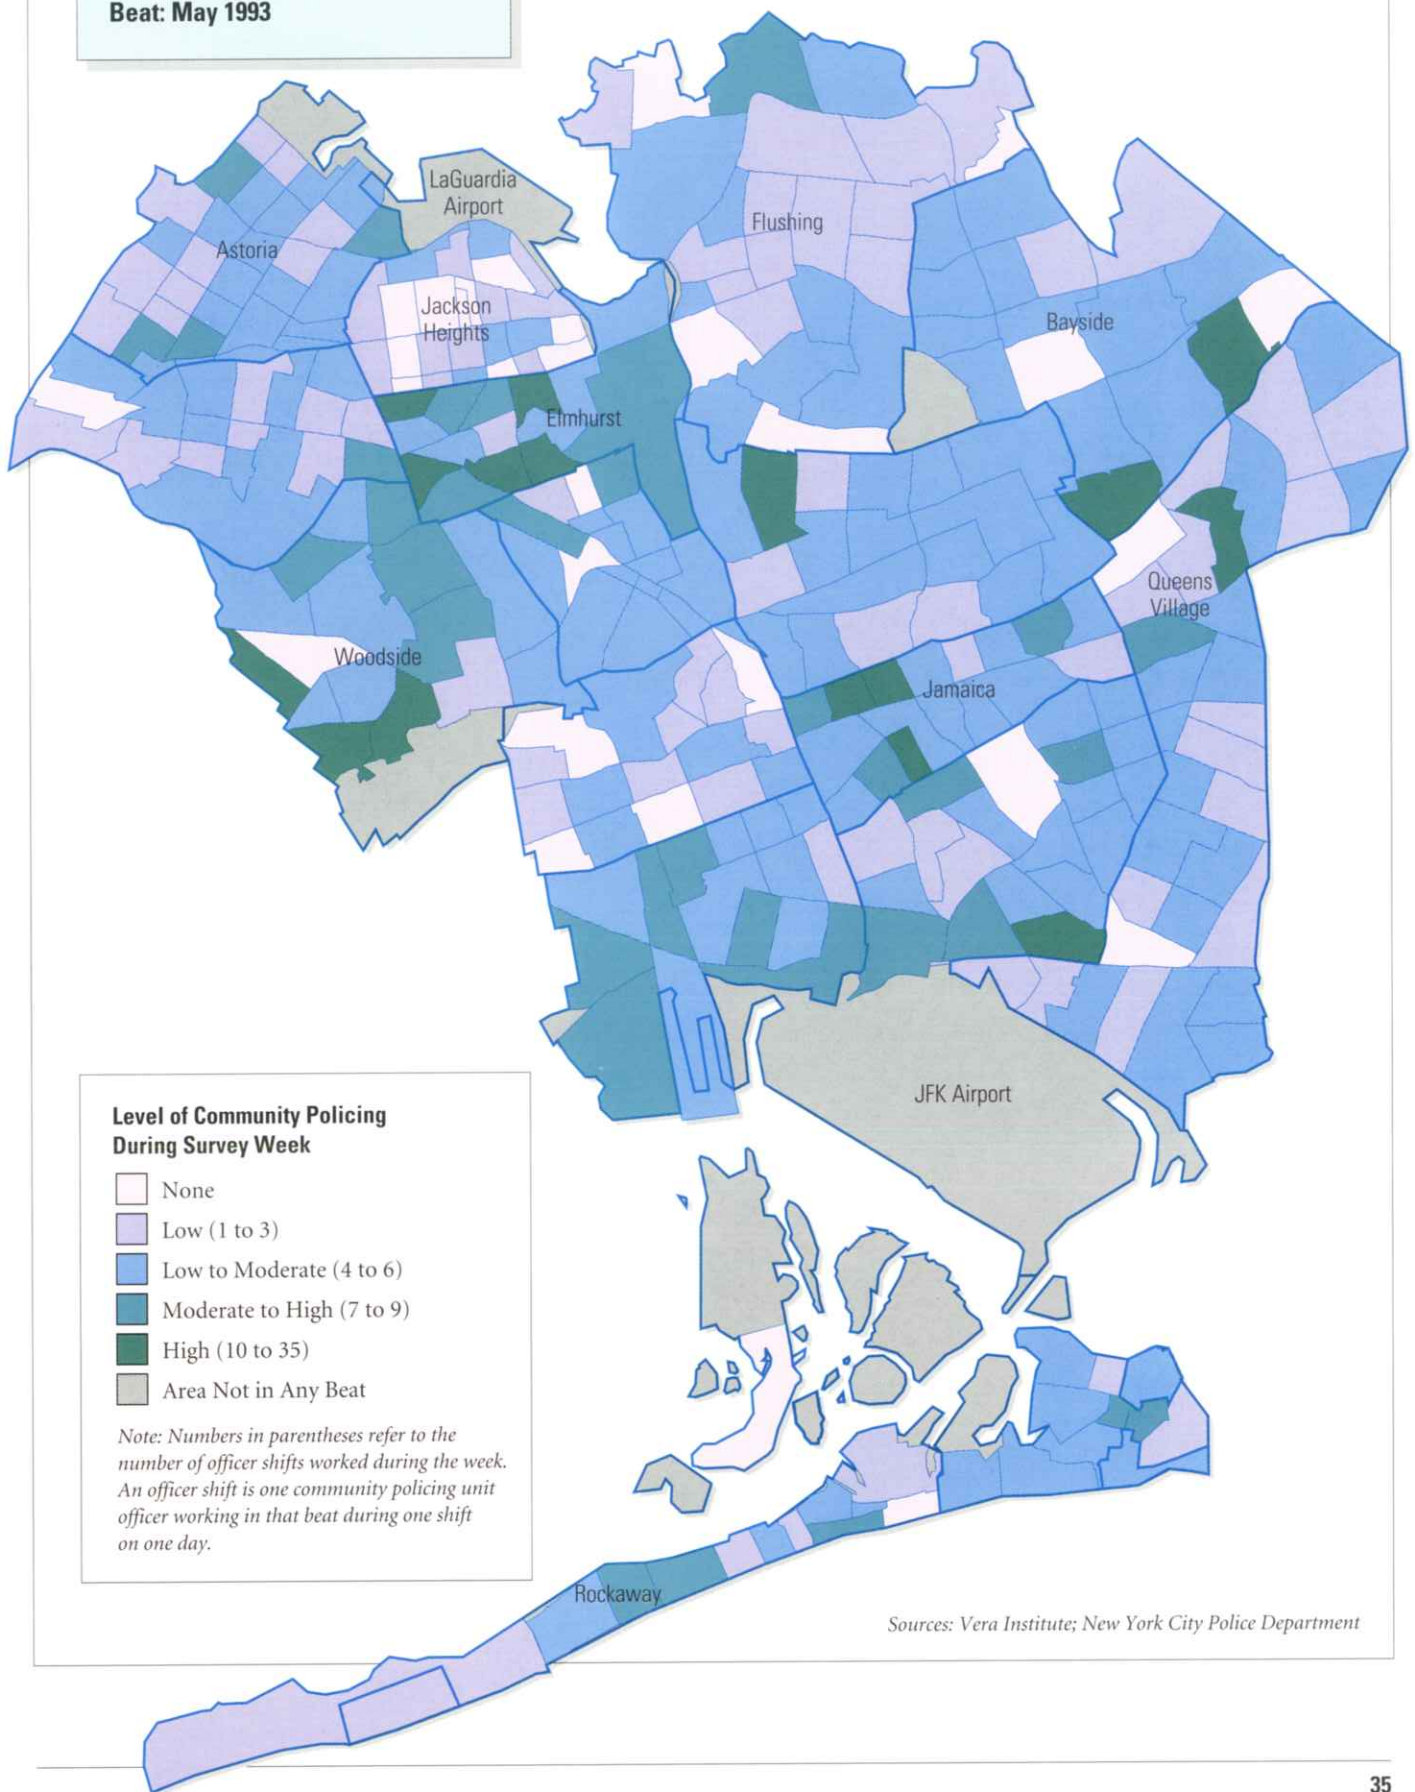 Beat: May 1993
LaGuardia
Airport
Astoria
Flushing
Jackson
Heights
Bayside
Elmhurst
Queens
Village
Woodside
Jamaica
JFK Airport
Level of Community Policing
During Survey Week
None
Low (1 to 3)
Low to Moderate (4 to 6)
Moderate to High (7 to 9)
High (10 to 35)
Area Not in Any Beat
Note: Numbers in parentheses refer to the
number of officer shifts worked during the week.
An officer shift is one community policing unit
officer working in that beat during one shift
on one day.
Rockaway
Sources: Vera Institute; New York City Police Department
35